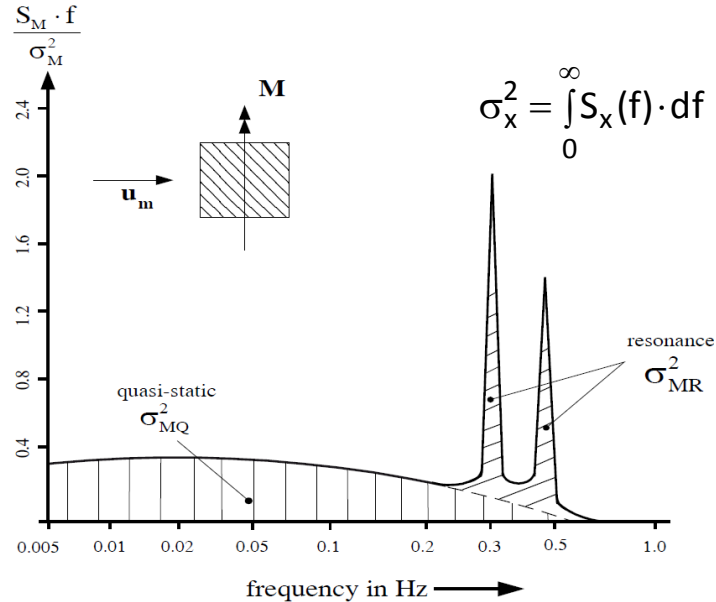 S_M · f
σ_M^2
M
σ_x^2 = ∫_0^∞ S_x(f) · df
u_m
2.4
2.0
1.6
1.2
0.8
0.4
resonance
σ_MR^2
quasi-static
σ_MQ^2
0.005 0.01 0.02 0.05 0.1 0.2 0.3 0.5 1.0
frequency in Hz